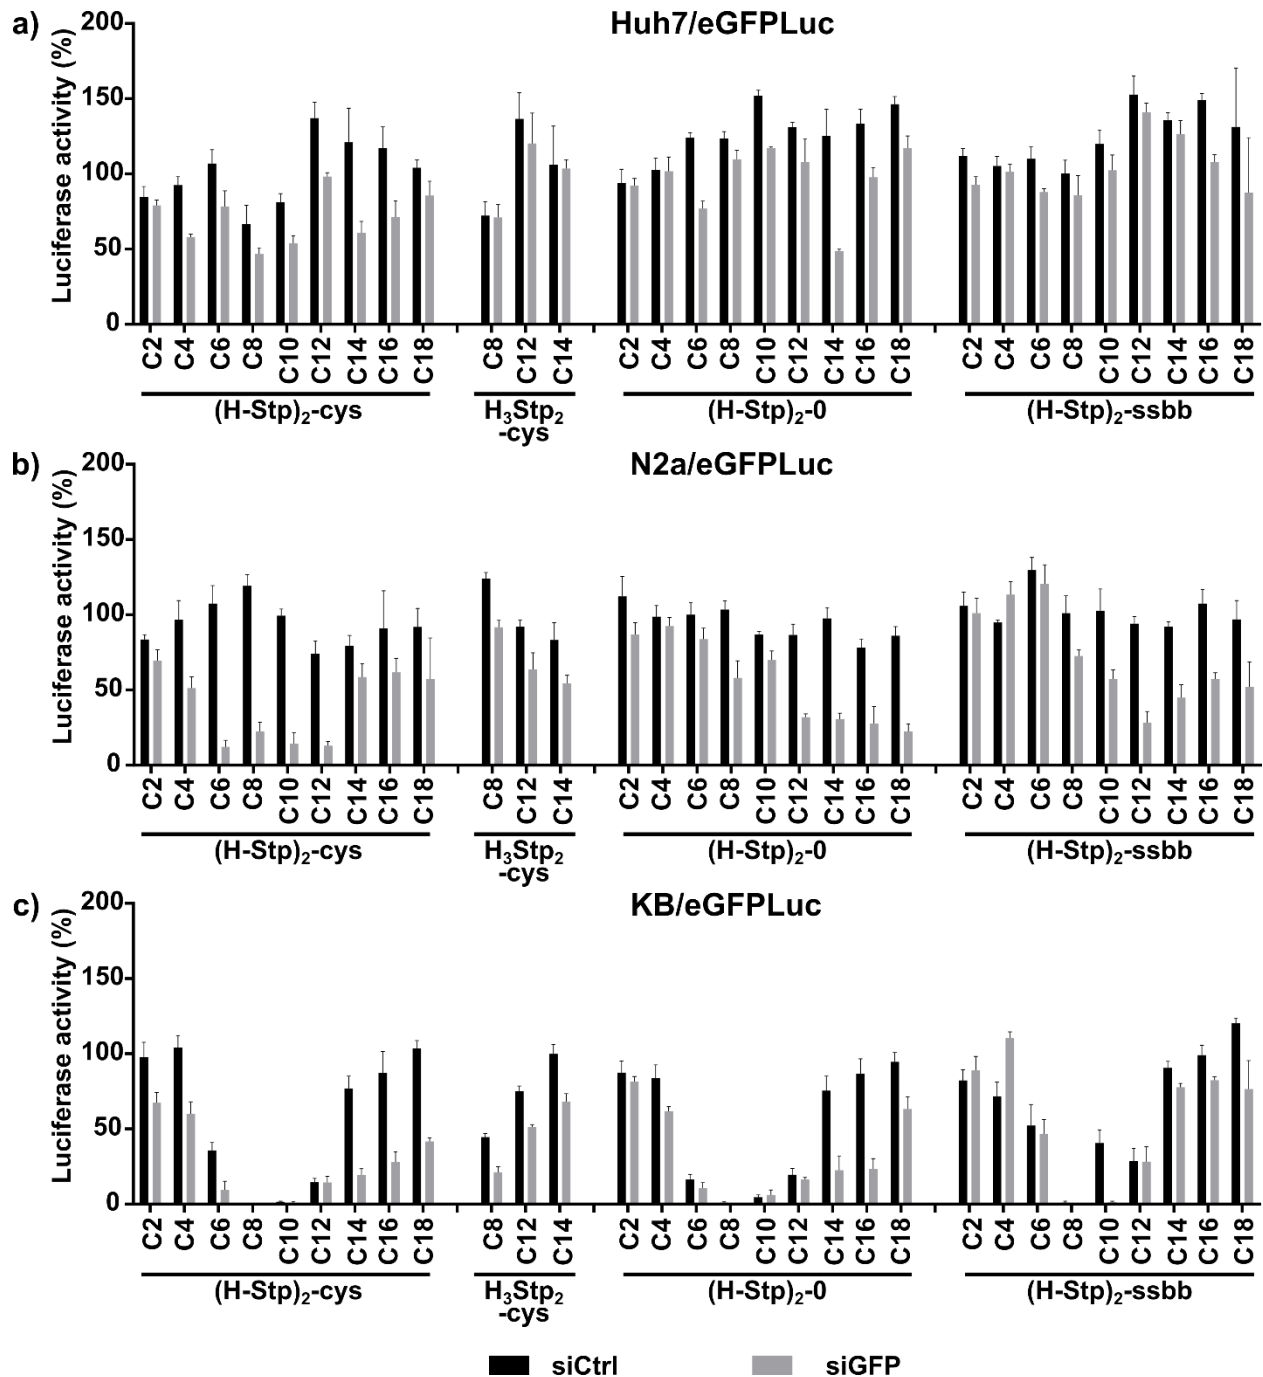 a) Huh7/eGFPLuc
Luciferase activity (%)
200
150
100
50
0
C2 C4 C6 C8 C10 C12 C14 C16 C18 C8 C12 C14 C2 C4 C6 C8 C10 C12 C14 C16 C18 C2 C4 C6 C8 C10 C12 C14 C16 C18
(H-Stp)₂-cys H₃Stp₂ (H-Stp)₂-0 (H-Stp)₂-ssbb
-cys
b) N2a/eGFPLuc
Luciferase activity (%)
200
150
100
50
0
C2 C4 C6 C8 C10 C12 C14 C16 C18 C8 C12 C14 C2 C4 C6 C8 C10 C12 C14 C16 C18 C2 C4 C6 C8 C10 C12 C14 C16 C18
(H-Stp)₂-cys H₃Stp₂ (H-Stp)₂-0 (H-Stp)₂-ssbb
-cys
c) KB/eGFPLuc
Luciferase activity (%)
200
150
100
50
0
C2 C4 C6 C8 C10 C12 C14 C16 C18 C8 C12 C14 C2 C4 C6 C8 C10 C12 C14 C16 C18 C2 C4 C6 C8 C10 C12 C14 C16 C18
(H-Stp)₂-cys H₃Stp₂ (H-Stp)₂-0 (H-Stp)₂-ssbb
-cys
siCtrl siGFP